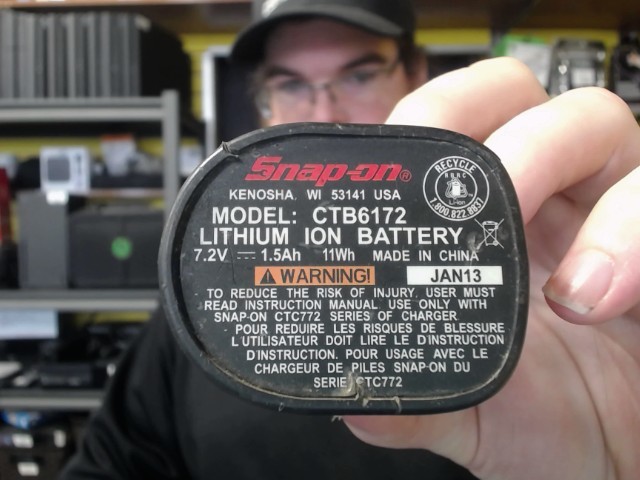 Snap-on®
KENOSHA, WI 53141 USA
MODEL: CTB6172
LITHIUM ION BATTERY
7.2V 1.5Ah 11Wh MADE IN CHINA
WARNING! JAN13
TO REDUCE THE RISK OF INJURY. USER MUST
READ INSTRUCTION MANUAL. USE ONLY WITH
SNAP-ON CTC772 SERIES OF CHARGER
POUR REDUIRE LES RISQUES DE BLESSURE
L'UTILISATEUR DOIT LIRE LE D'INSTRUCTION
D'INSTRUCTION. POUR USAGE AVEC LE
CHARGEUR DE PILES SNAP-ON DU
SERIE CTC772
RECYCLE
RBRC
Li-ion
1.800.822.8837